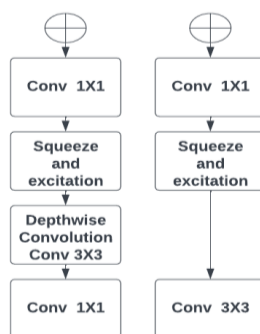 Conv 1X1
Squeeze
and
excitation
Depthwise
Convolution
Conv 3X3
Conv 1X1
Conv 1X1
Squeeze
and
excitation
Conv 3X3